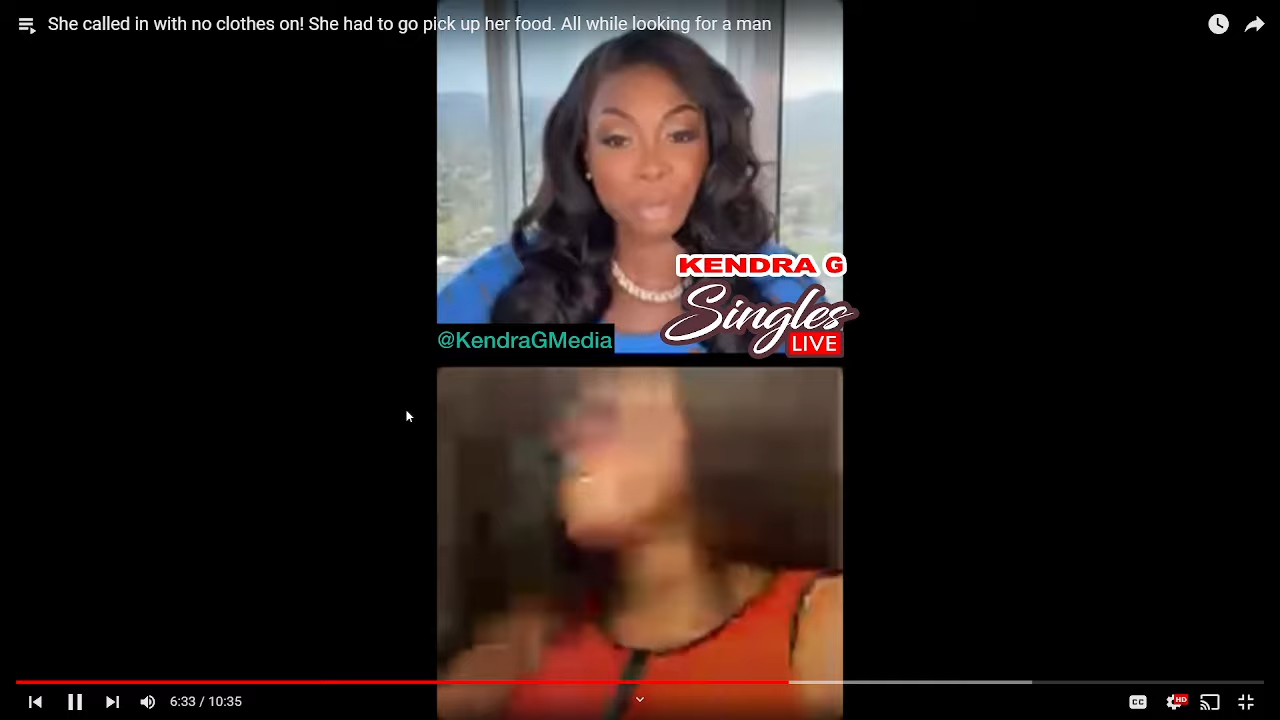 She called in with no clothes on! She had to go pick up her food. All while looking for a man
KENDRA G
Singles
LIVE
@KendraGMedia
6:33 / 10:35
CC
HD